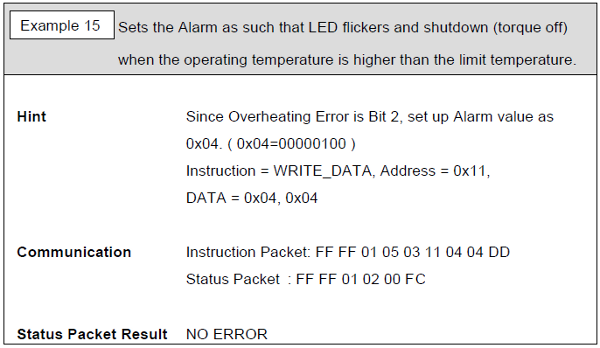 Example 15 Sets the Alarm as such that LED flickers and shutdown (torque off)
when the operating temperature is higher than the limit temperature.
Hint Since Overheating Error is Bit 2, set up Alarm value as
0x04. ( 0x04=00000100 )
Instruction = WRITE_DATA, Address = 0x11,
DATA = 0x04, 0x04
Communication Instruction Packet: FF FF 01 05 03 11 04 04 DD
Status Packet : FF FF 01 02 00 FC
Status Packet Result NO ERROR